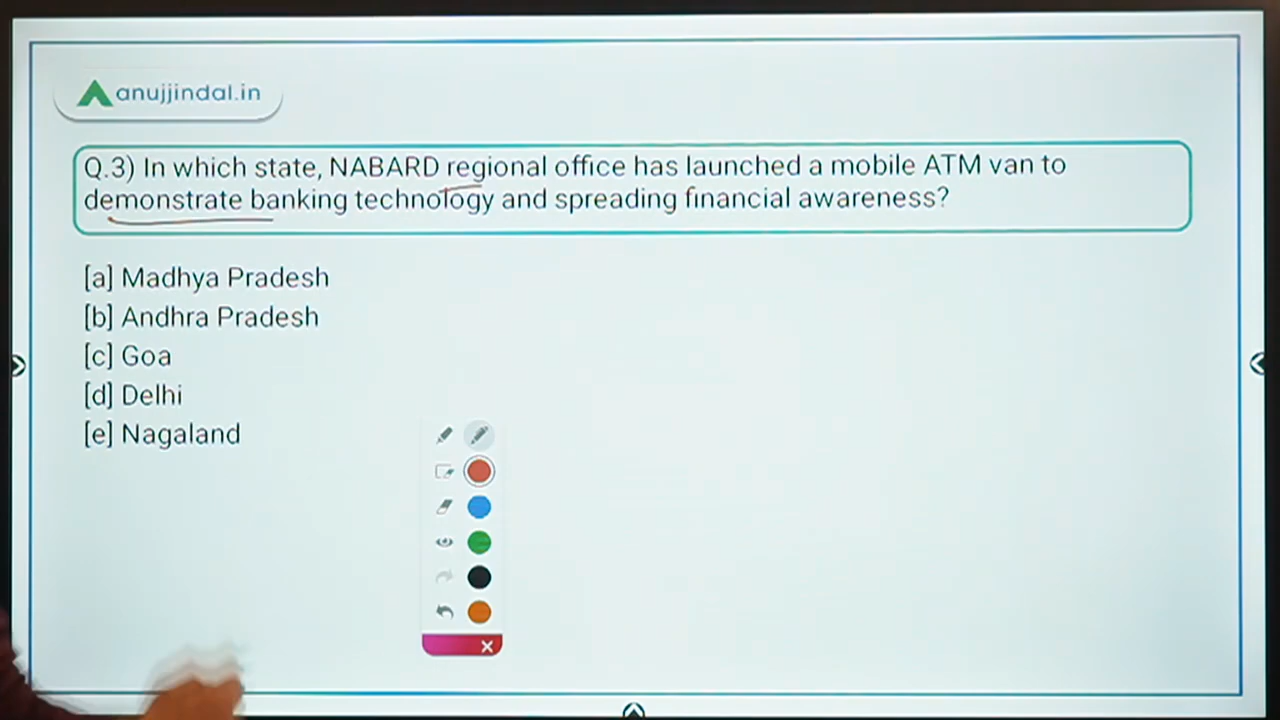 anujjindal.in
Q.3) In which state, NABARD regional office has launched a mobile ATM van to
demonstrate banking technology and spreading financial awareness?
[a] Madhya Pradesh
[b] Andhra Pradesh
[c] Goa
[d] Delhi
[e] Nagaland